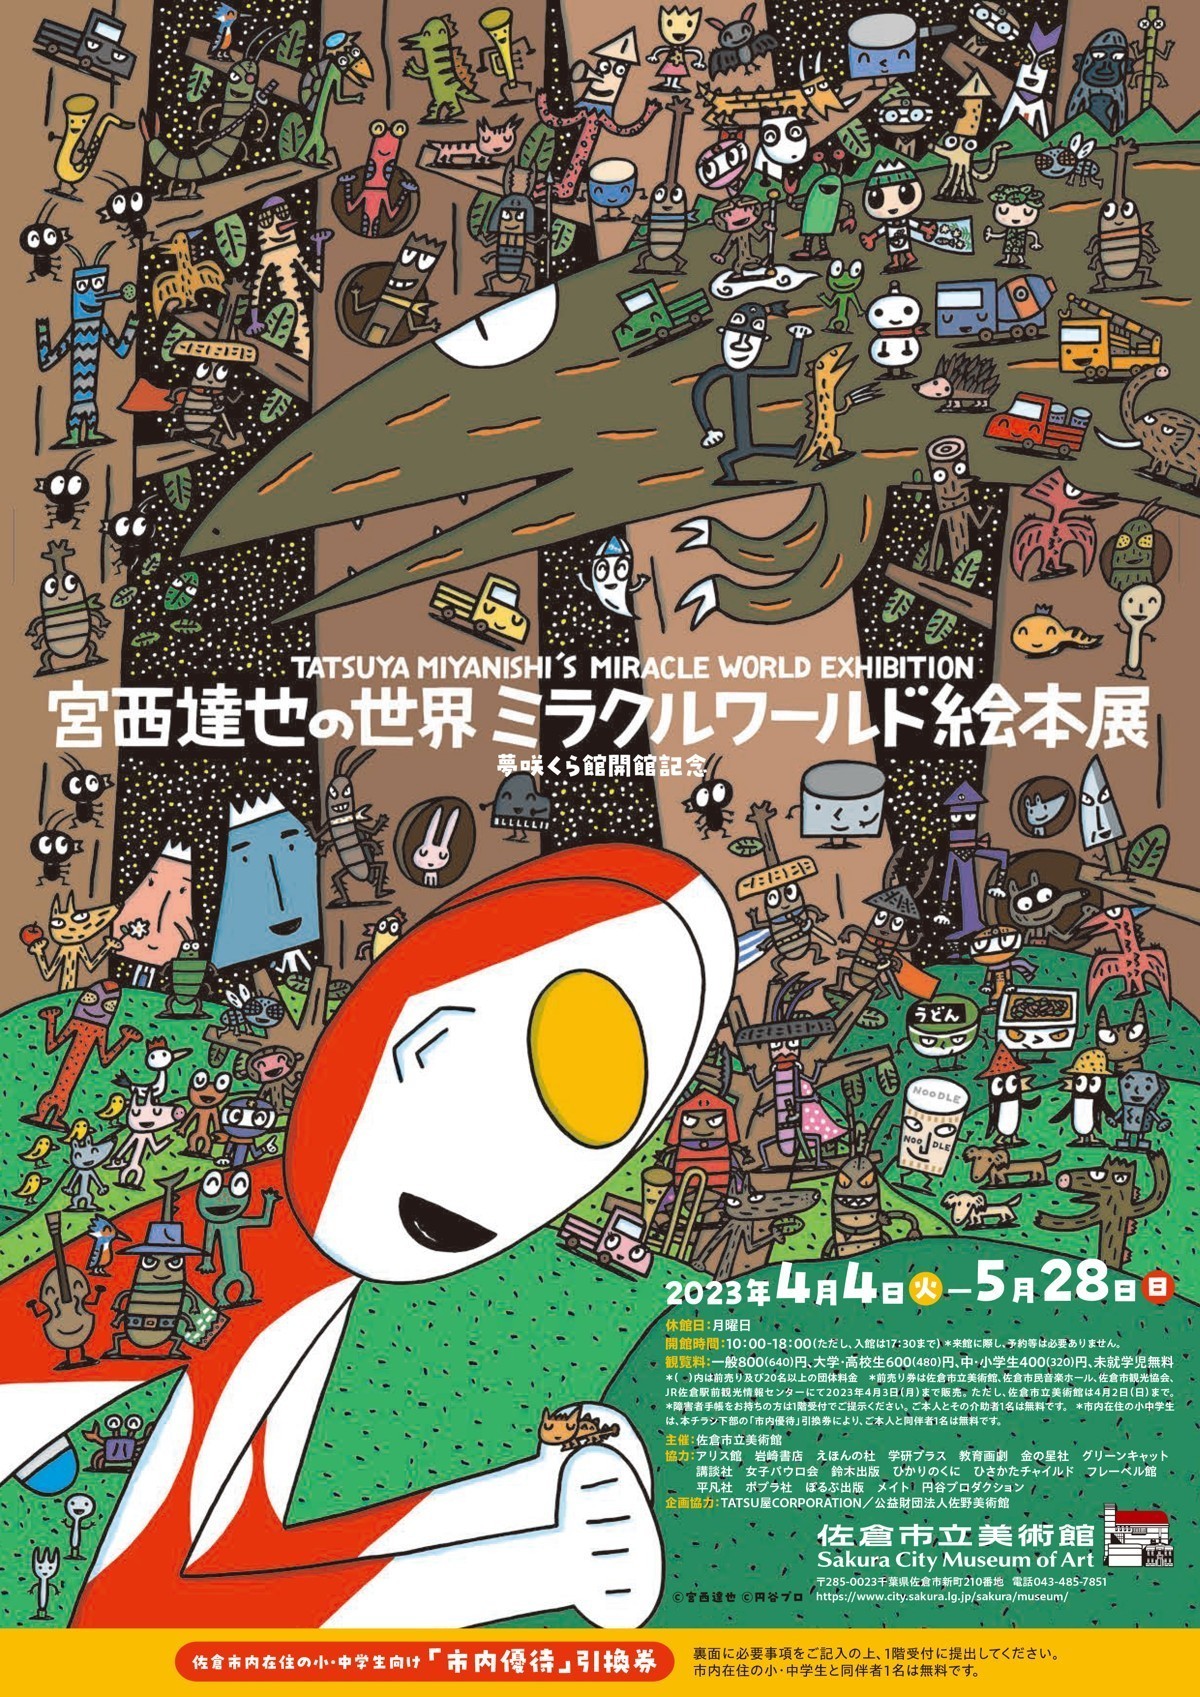 TATSUYA MIYANISHI'S MIRACLE WORLD EXHIBITION
宮西達也の世界 ミラクルワールド絵本展
夢咲くら館開館記念
うどん
NOODLE
NOODLE
2023年4月4日火―5月28日日
休館日:月曜日
開館時間:10:00-18:00(ただし、入館は17:30まで)*来館に際し、予約等は必要ありません。
観覧料:一般800(640)円、大学・高校生600(480)円、中・小学生400(320)円、未就学児無料
*( )内は前売り及び20名以上の団体料金 *前売り券は佐倉市立美術館、佐倉市民音楽ホール、佐倉市観光協会、
JR佐倉駅前観光情報センターにて2023年4月3日(月)まで販売。ただし、佐倉市立美術館は4月2日(日)まで。
*障害者手帳をお持ちの方は1階受付でご提示ください。ご本人とその介助者1名は無料です。 *市内在住の小中学生
は、本チラシ下部の「市内優待」引換券により、ご本人と同伴者1名は無料です。
主催:佐倉市立美術館
協力:アリス館 岩崎書店 えほんの杜 学研プラス 教育画劇 金の星社 グリーンキャット
講談社 女子パウロ会 鈴木出版 ひかりのくに ひさかたチャイルド フレーベル館
平凡社 ポプラ社 ほるぷ出版 メイト 円谷プロダクション
企画協力:TATSU屋CORPORATION/公益財団法人佐野美術館
佐倉市立美術館
Sakura City Museum of Art
〒285-0023千葉県佐倉市新町210番地 電話043-485-7851
https://www.city.sakura.lg.jp/sakura/museum/
©宮西達也 ©円谷プロ
佐倉市内在住の小・中学生向け「市内優待」引換券
裏面に必要事項をご記入の上、1階受付に提出してください。
市内在住の小・中学生と同伴者1名は無料です。